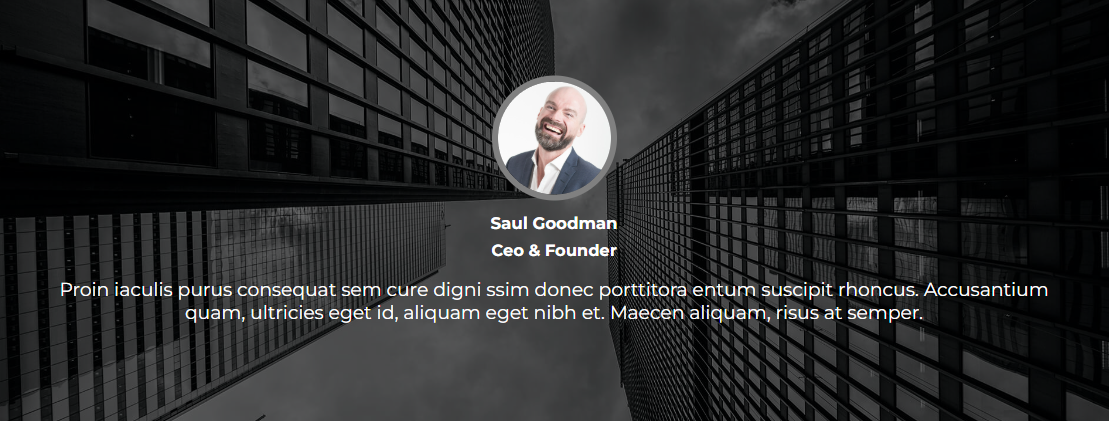 Saul Goodman
Ceo & Founder
Proin iaculis purus consequat sem cure digni ssim donec porttitora entum suscipit rhoncus. Accusantium
quam, ultricies eget id, aliquam eget nibh et. Maecen aliquam, risus at semper.